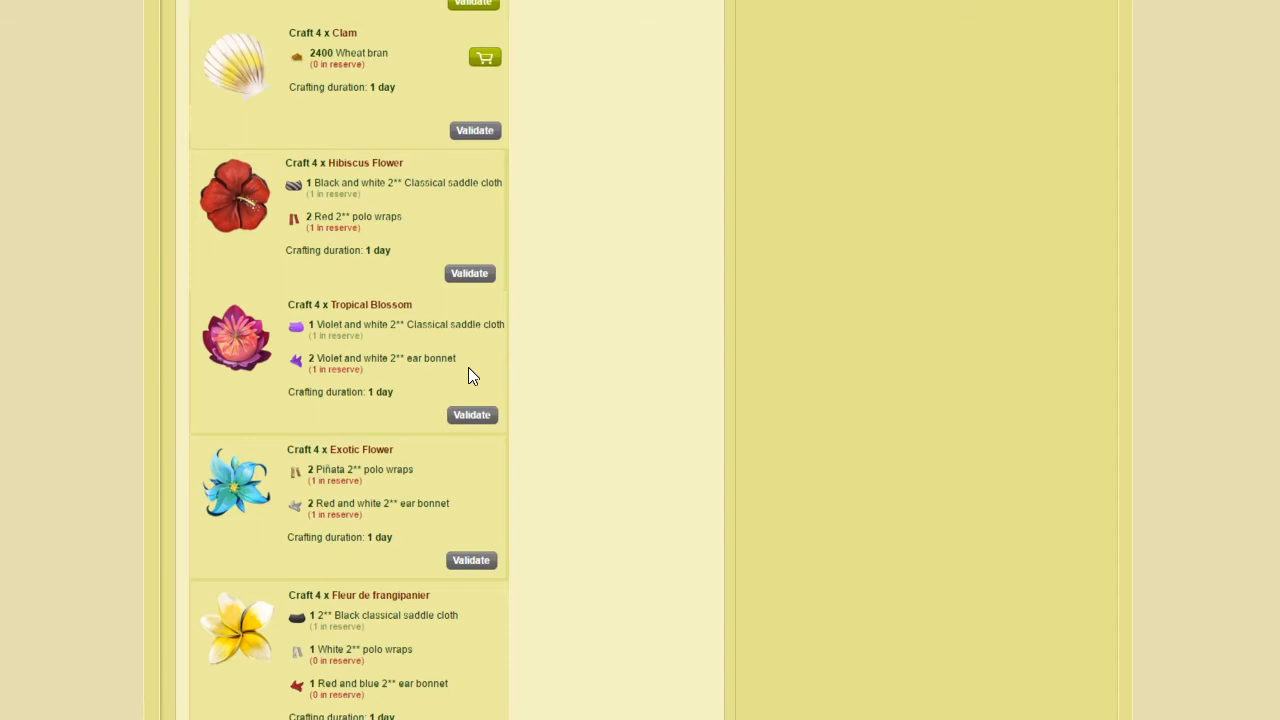 Validate
Craft 4 x Clam
2400 Wheat bran
(0 in reserve)
Crafting duration: 1 day
Validate
Craft 4 x Hibiscus Flower
1 Black and white 2** Classical saddle cloth
(1 in reserve)
2 Red 2** polo wraps
(1 in reserve)
Crafting duration: 1 day
Validate
Craft 4 x Tropical Blossom
1 Violet and white 2** Classical saddle cloth
(1 in reserve)
2 Violet and white 2** ear bonnet
(1 in reserve)
Crafting duration: 1 day
Validate
Craft 4 x Exotic Flower
2 Piñata 2** polo wraps
(1 in reserve)
2 Red and white 2** ear bonnet
(1 in reserve)
Crafting duration: 1 day
Validate
Craft 4 x Fleur de frangipanier
1 2** Black classical saddle cloth
(1 in reserve)
1 White 2** polo wraps
(0 in reserve)
1 Red and blue 2** ear bonnet
(0 in reserve)
Crafting duration: 1 day